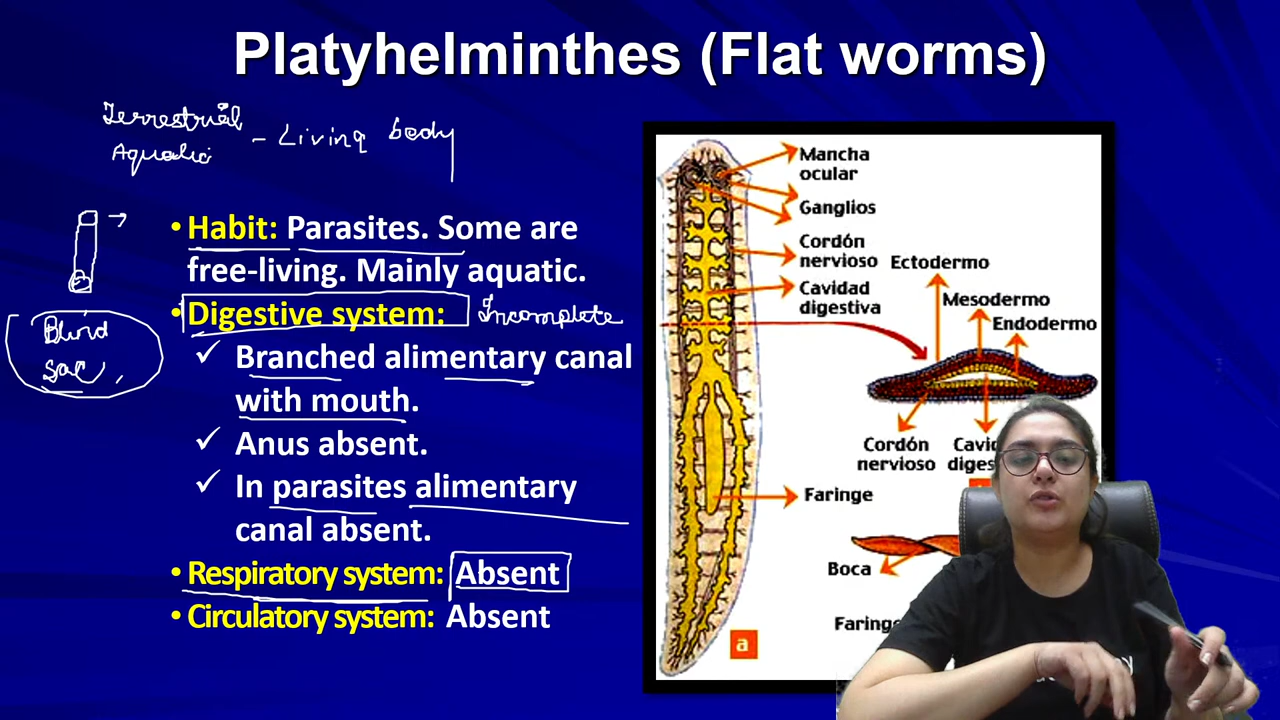 Platyhelminthes (Flat worms)
Terrestrial
Aquatic
- Living body
• Habit: Parasites. Some are
free-living. Mainly aquatic.
• Digestive system: Incomplete
Blind
sac
✓ Branched alimentary canal
with mouth.
✓ Anus absent.
✓ In parasites alimentary
canal absent.
• Respiratory system: Absent
• Circulatory system: Absent
Mancha
ocular
Ganglios
Cordón
nervioso
Cavidad
digestiva
Ectodermo
Mesodermo
Endodermo
Cordón
nervioso
Faringe
Boca
a